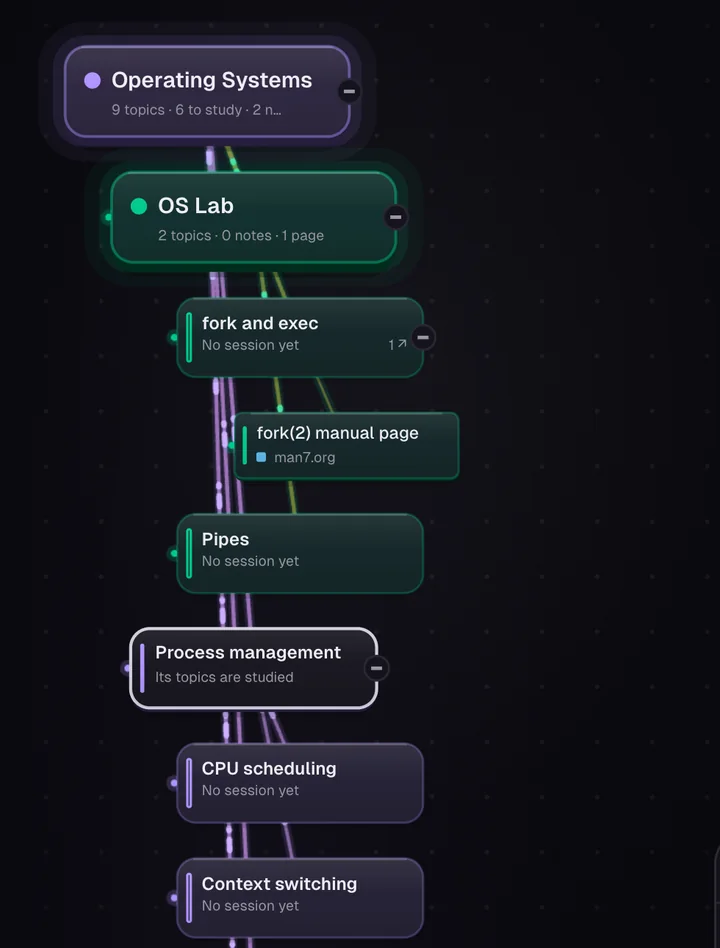 Operating Systems
9 topics · 6 to study · 2 n...
OS Lab
2 topics · 0 notes · 1 page
fork and exec
No session yet
1↗
fork(2) manual page
man7.org
Pipes
No session yet
Process management
Its topics are studied
CPU scheduling
No session yet
Context switching
No session yet